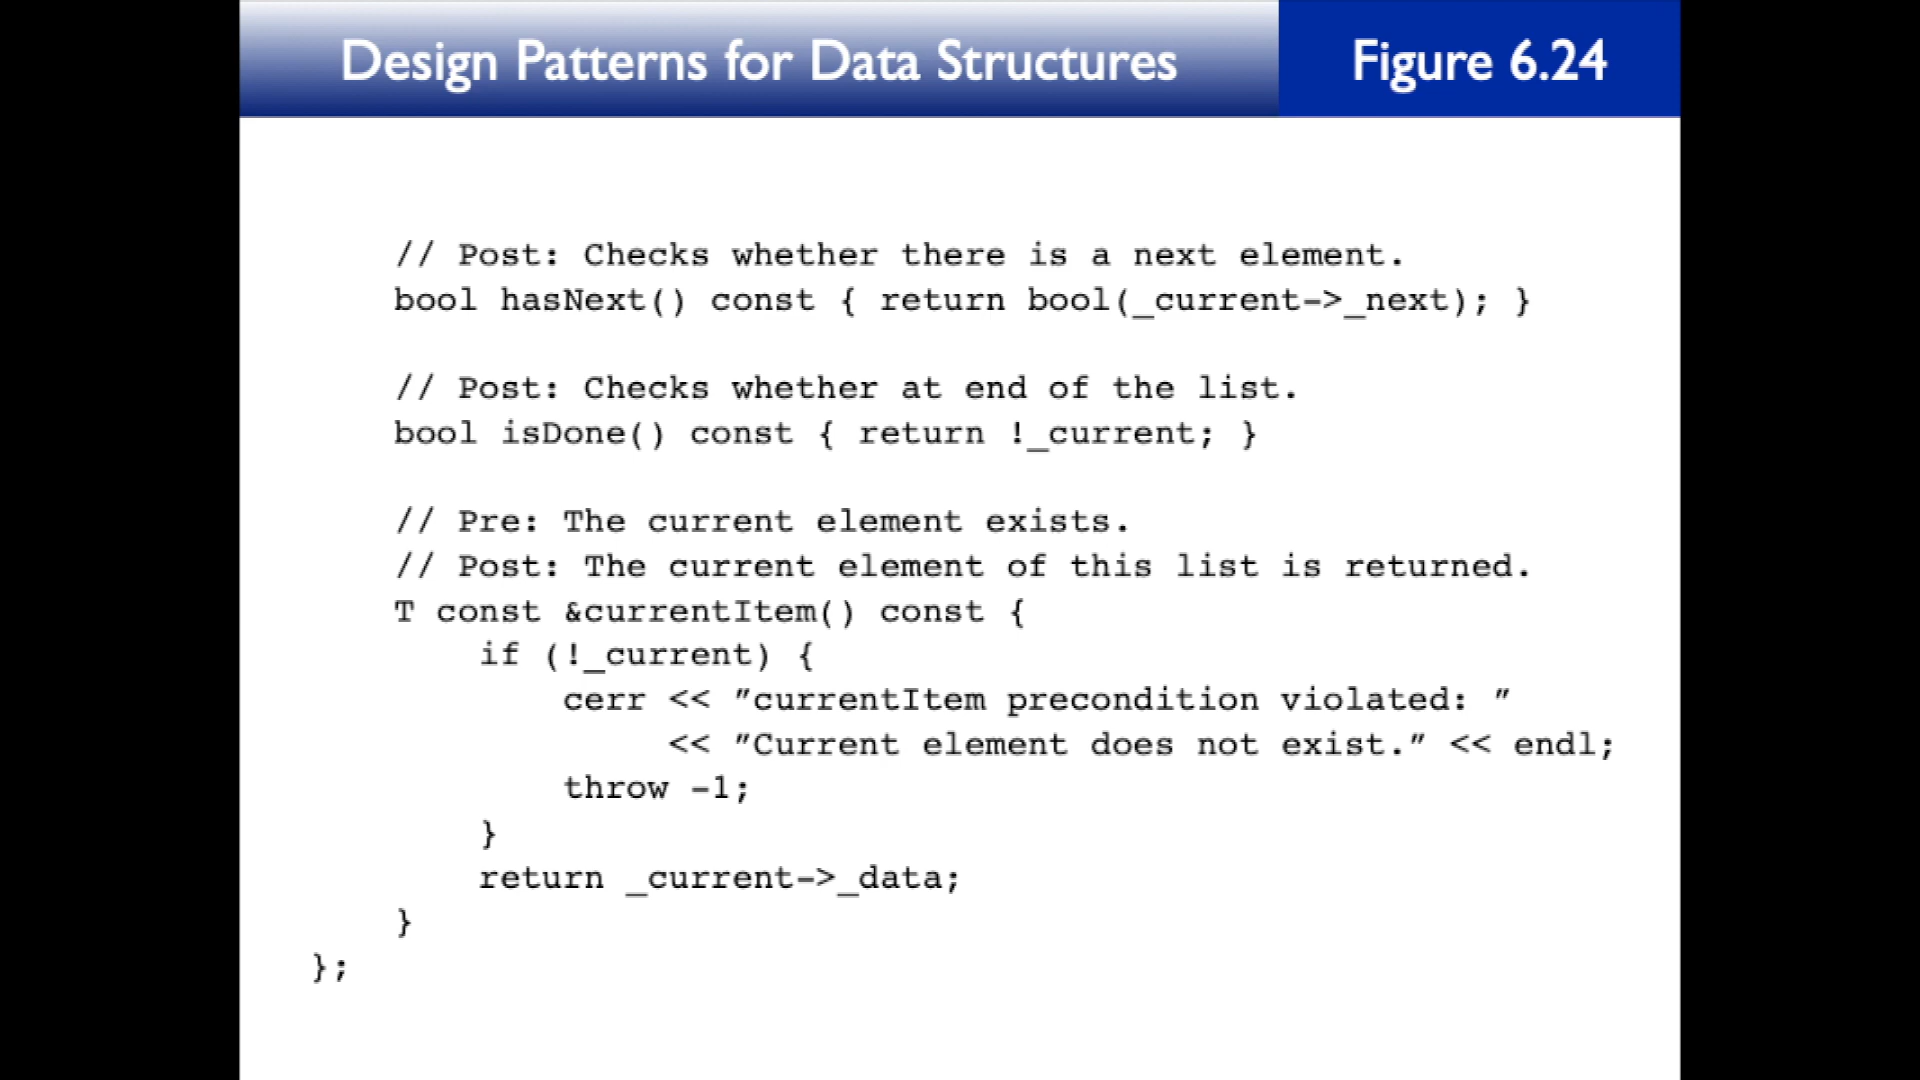 Design Patterns for Data Structures
Figure 6.24
// Post: Checks whether there is a next element.
bool hasNext() const { return bool(_current->_next); }
// Post: Checks whether at end of the list.
bool isDone() const { return !_current; }
// Pre: The current element exists.
// Post: The current element of this list is returned.
T const &currentItem() const {
if (!_current) {
cerr << "currentItem precondition violated: "
<< "Current element does not exist." << endl;
throw -1;
}
return _current->_data;
}
};